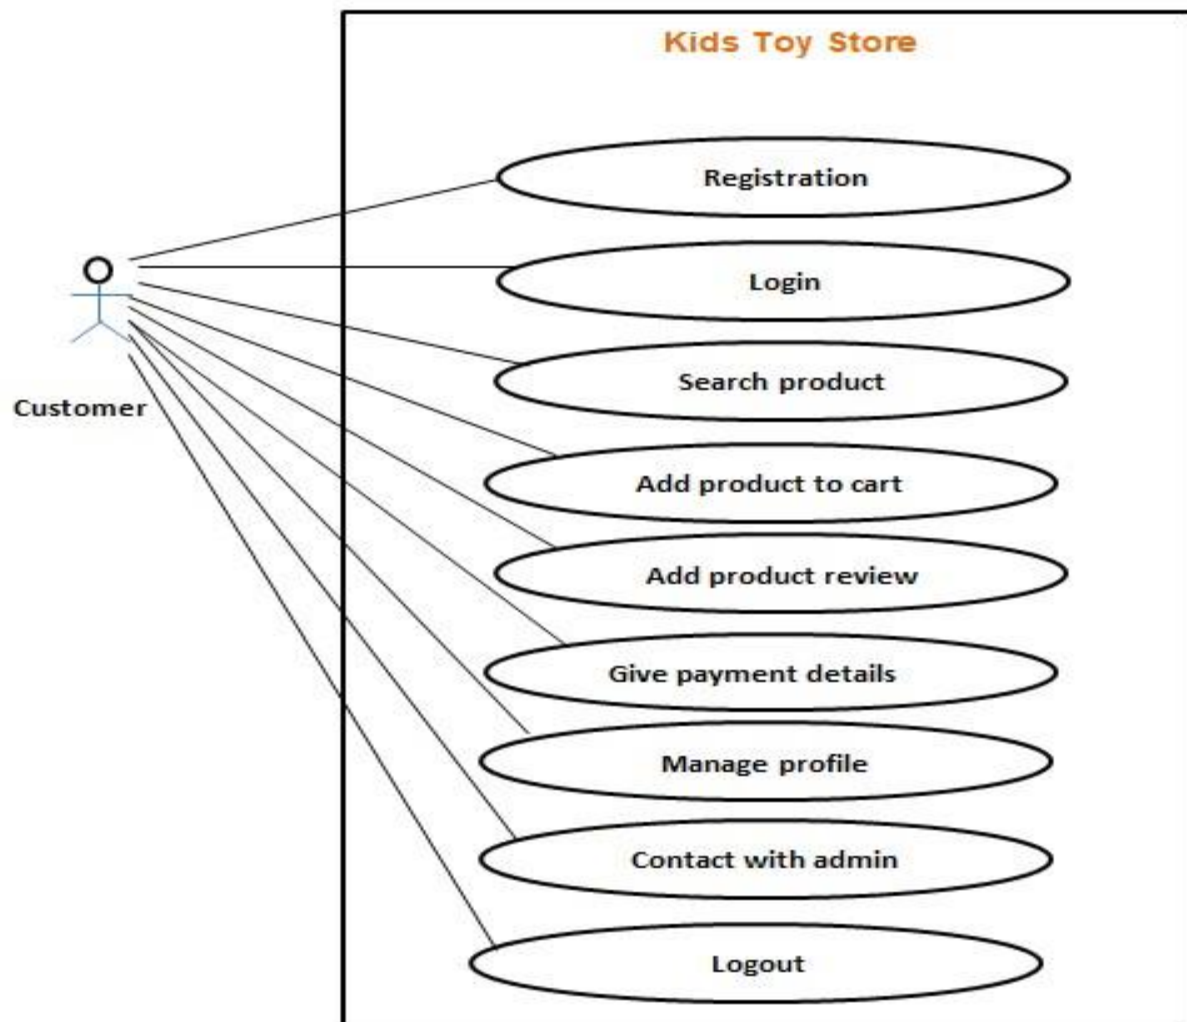 Kids Toy Store
Registration
Login
Search product
Customer
Add product to cart
Add product review
Give payment details
Manage profile
Contact with admin
Logout